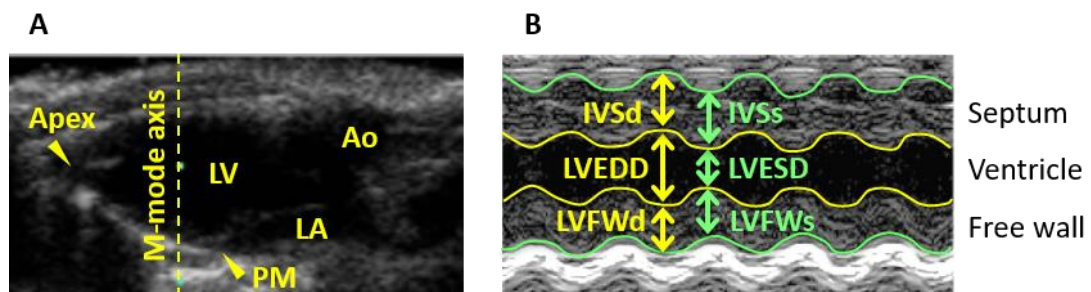 A
B
M-mode axis
Apex
Ao
LV
LA
PM
IVSd
IVSs
Septum
LVEDD
LVESD
Ventricle
LVFWd
LVFWs
Free wall